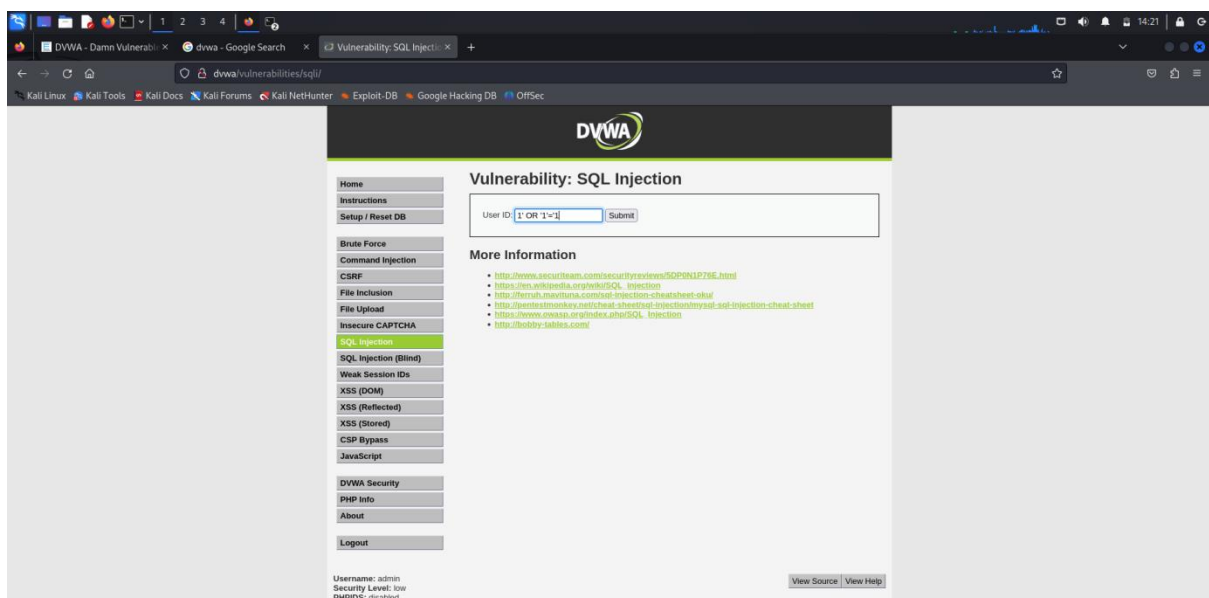 1 2 3 4 14:21
DVWA - Damn Vulnerabl × dvwa - Google Search × Vulnerability: SQL Injectio × +
dvwa/vulnerabilities/sqli/
Kali Linux Kali Tools Kali Docs Kali Forums Kali NetHunter Exploit-DB Google Hacking DB OffSec
DVWA
Home
Instructions
Setup / Reset DB
Brute Force
Command Injection
CSRF
File Inclusion
File Upload
Insecure CAPTCHA
SQL Injection
SQL Injection (Blind)
Weak Session IDs
XSS (DOM)
XSS (Reflected)
XSS (Stored)
CSP Bypass
JavaScript
DVWA Security
PHP Info
About
Logout
Vulnerability: SQL Injection
User ID: 1' OR '1'='1 Submit
More Information
• http://www.securiteam.com/securityreviews/5DP0N1P76E.html
• https://en.wikipedia.org/wiki/SQL_injection
• http://ferruh.mavituna.com/sql-injection-cheatsheet-oku/
• http://pentestmonkey.net/cheat-sheet/sql-injection/mysql-sql-injection-cheat-sheet
• https://www.owasp.org/index.php/SQL_Injection
• http://bobby-tables.com/
Username: admin
Security Level: low
PHPIDS: disabled
View Source View Help